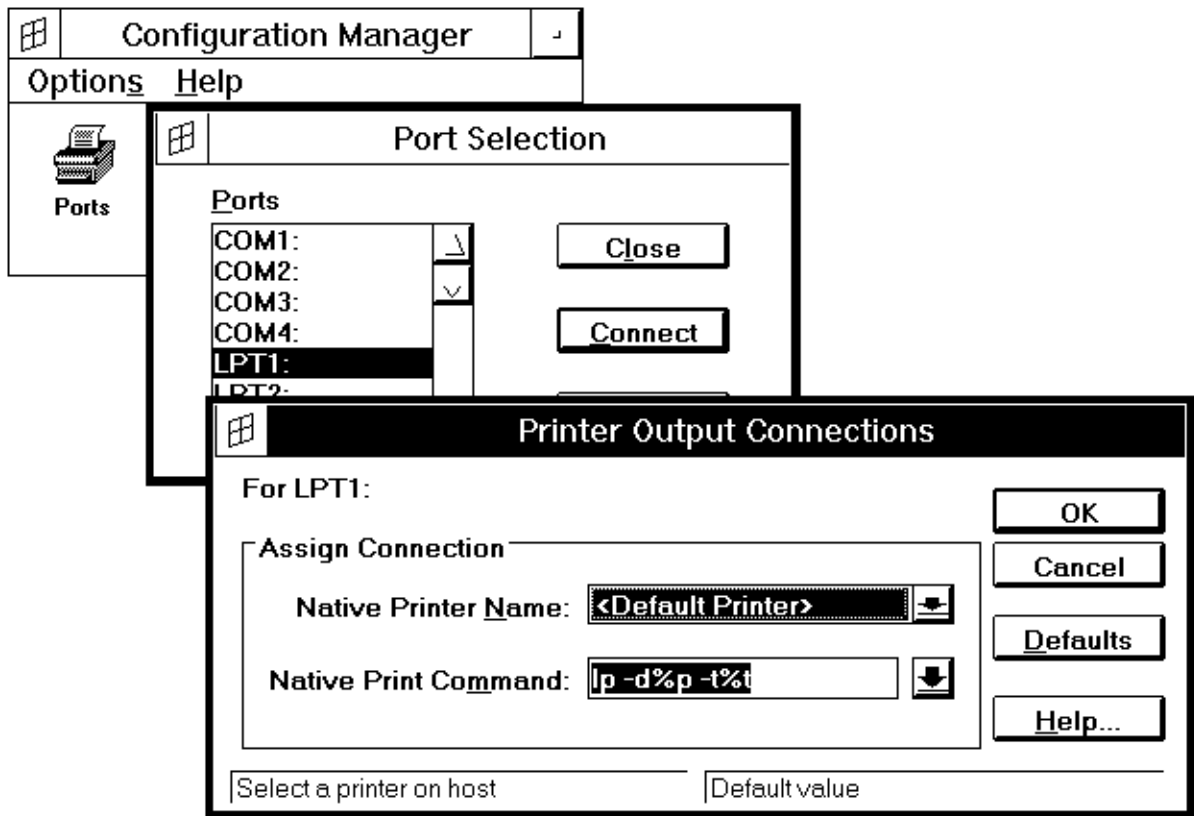 Configuration Manager
Options Help
Ports
Port Selection
Ports
COM1:
COM2:
COM3:
COM4:
LPT1:
LPT2:
Close
Connect
Printer Output Connections
For LPT1:
Assign Connection
Native Printer Name: <Default Printer>
Native Print Command: lp -d%p -t%t
OK
Cancel
Defaults
Help...
Select a printer on host
Default value